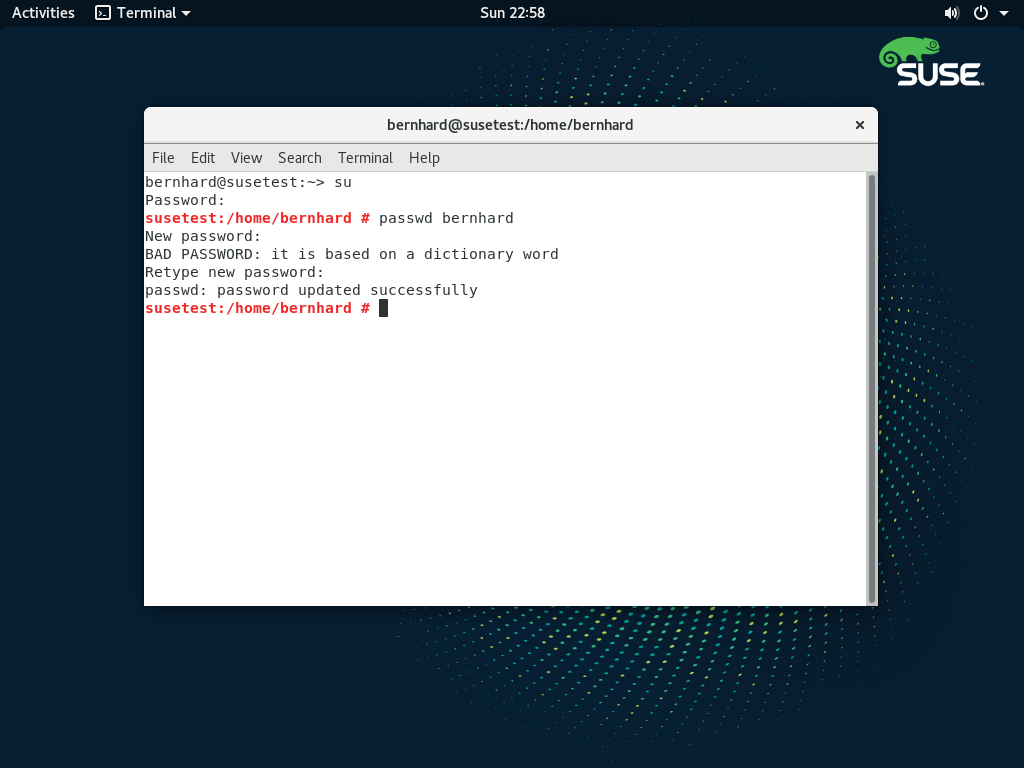 Activities Terminal Sun 22:58
SUSE
bernhard@susetest:/home/bernhard
File Edit View Search Terminal Help
bernhard@susetest:~> su
Password:
susetest:/home/bernhard # passwd bernhard
New password:
BAD PASSWORD: it is based on a dictionary word
Retype new password:
passwd: password updated successfully
susetest:/home/bernhard #